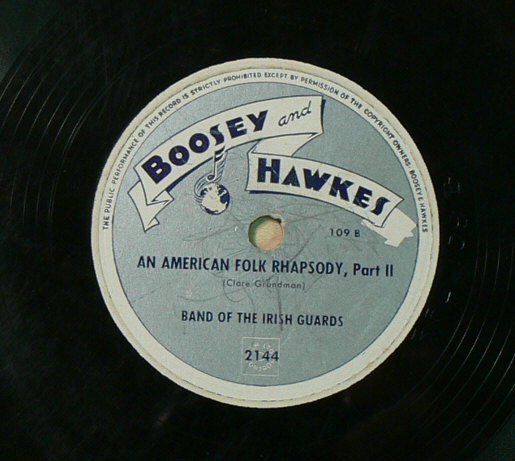 THE PUBLIC PERFORMANCE OF THIS RECORD IS STRICTLY PROHIBITED EXCEPT BY PERMISSION OF THE COPYRIGHT OWNERS: BOOSEY & HAWKES
BOOSEY and
HAWKES
109 B
AN AMERICAN FOLK RHAPSODY, Part II
(Clare Grundman)
BAND OF THE IRISH GUARDS
2144